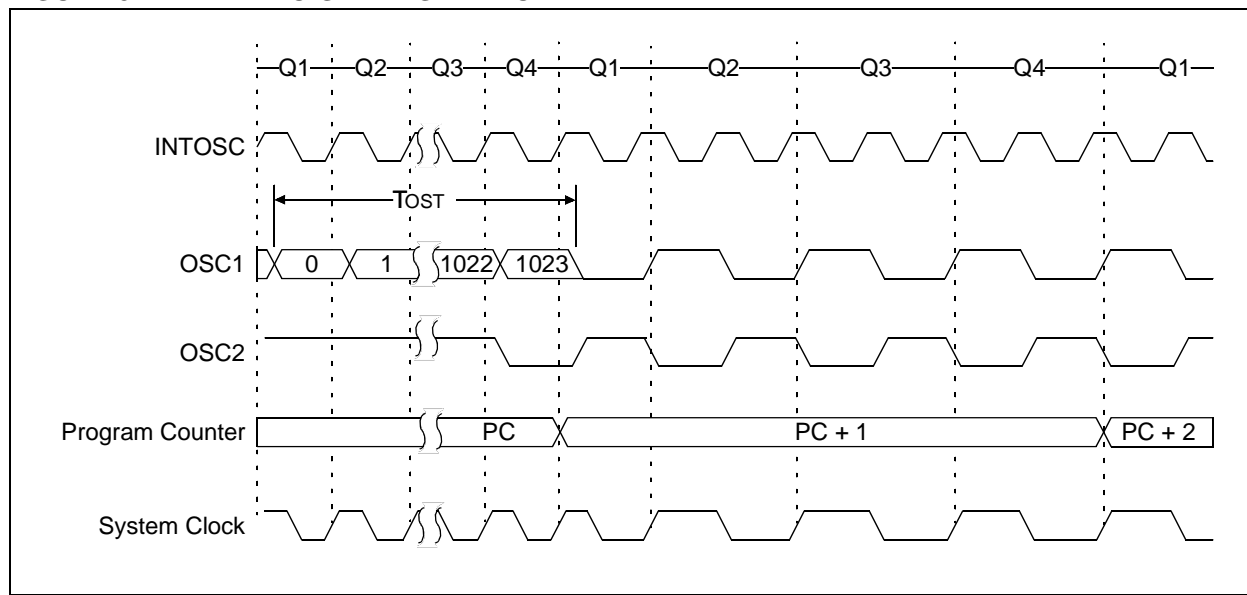 Q1 Q2 Q3 Q4 Q1 Q2 Q3 Q4 Q1
INTOSC
TOST
OSC1 0 1 1022 1023
OSC2
Program Counter PC PC + 1 PC + 2
System Clock